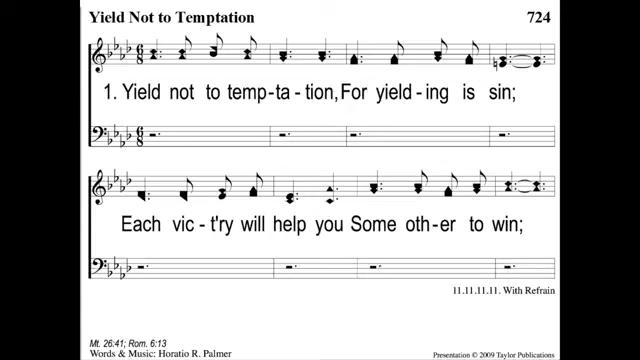 Yield Not to Temptation 724
1. Yield not to temp-ta-tion, For yield-ing is sin;
Each vic-t'ry will help you Some oth-er to win;
11.11.11.11. With Refrain
Mt. 26:41; Rom. 6:13
Words & Music: Horatio R. Palmer
Presentation © 2009 Taylor Publications